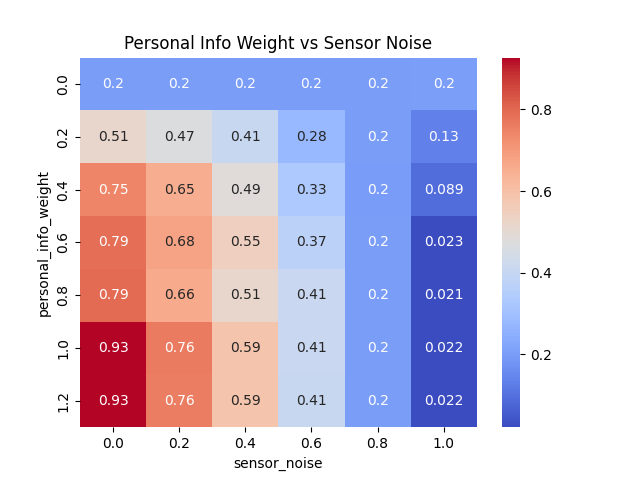 Personal Info Weight vs Sensor Noise
personal_info_weight
0.0 0.2 0.2 0.2 0.2 0.2 0.2
0.2 0.51 0.47 0.41 0.28 0.2 0.13
0.4 0.75 0.65 0.49 0.33 0.2 0.089
0.6 0.79 0.68 0.55 0.37 0.2 0.023
0.8 0.79 0.66 0.51 0.41 0.2 0.021
1.0 0.93 0.76 0.59 0.41 0.2 0.022
1.2 0.93 0.76 0.59 0.41 0.2 0.022
0.0 0.2 0.4 0.6 0.8 1.0
sensor_noise
0.8
0.6
0.4
0.2